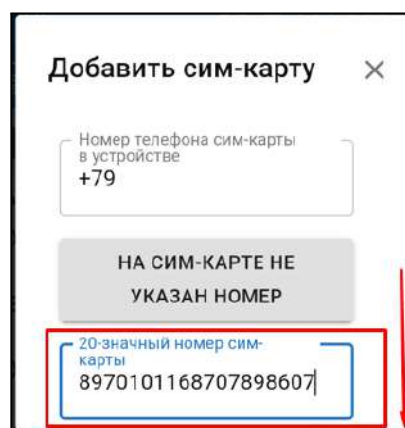 Добавить сим-карту
Номер телефона сим-карты
в устройстве
+79
НА СИМ-КАРТЕ НЕ
УКАЗАН НОМЕР
20-значный номер сим-
карты
8970101168707898607